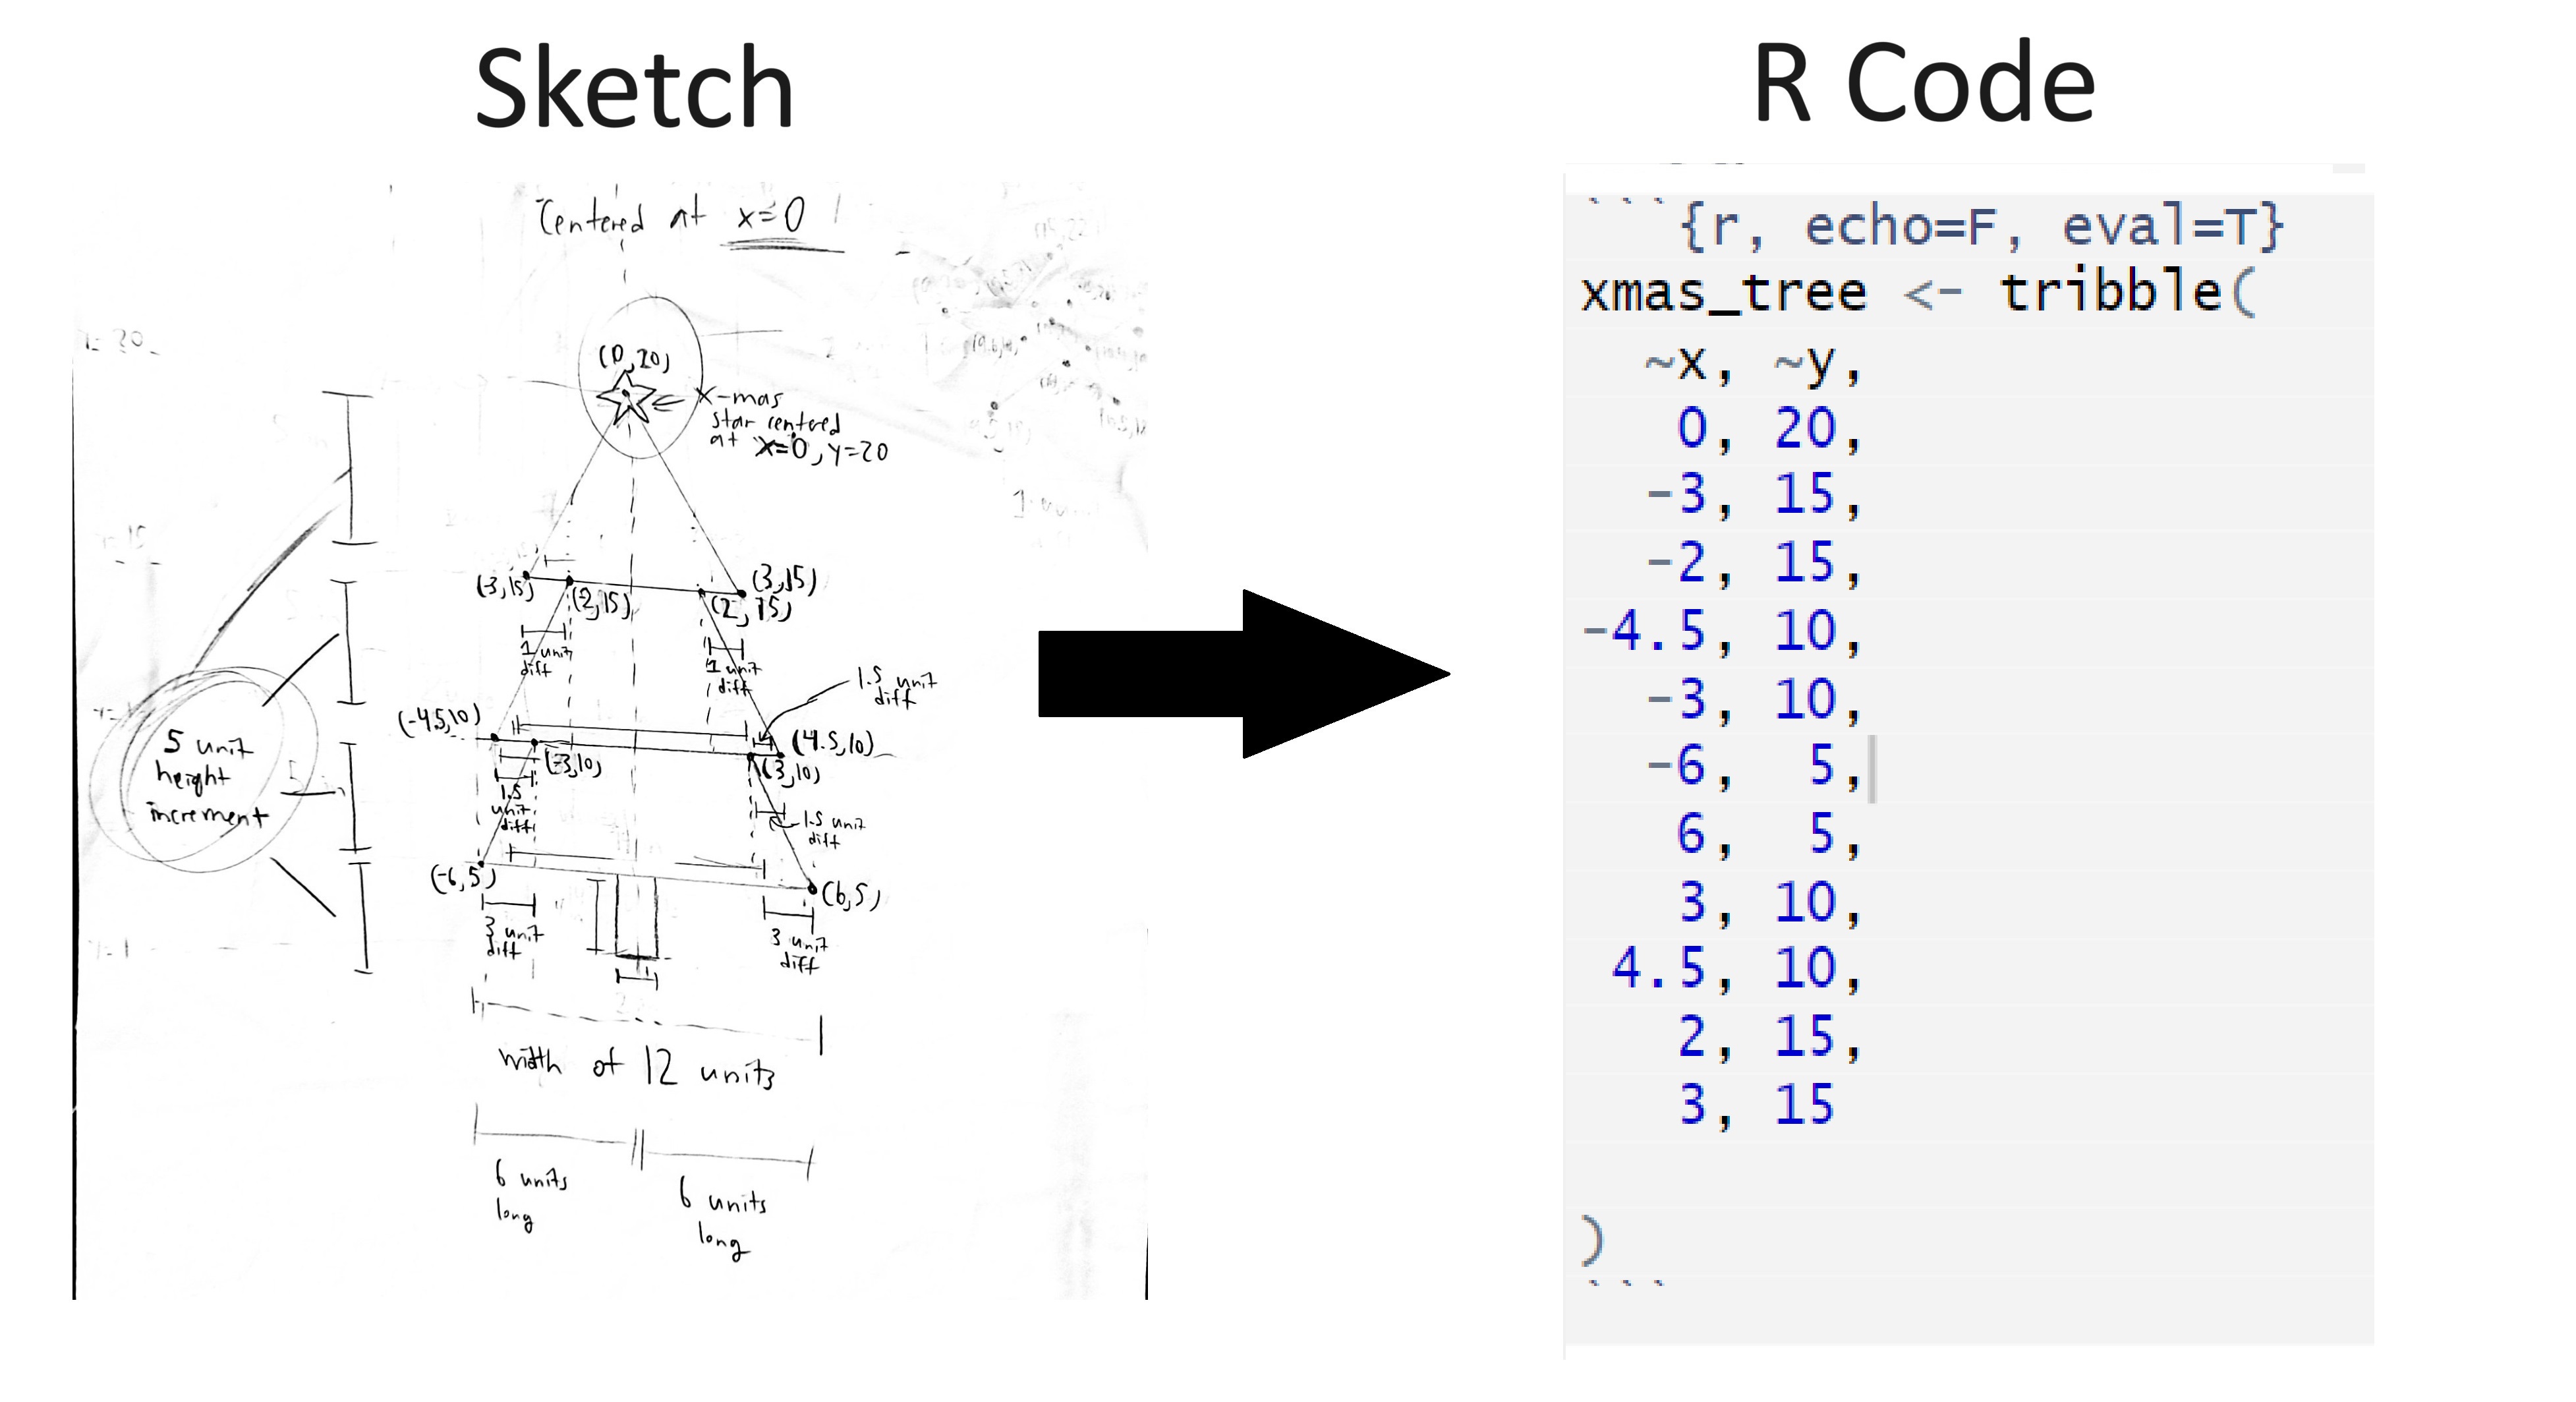 Sketch
R Code
Centered at x=0
(0,20)
X-mas
star centered
at x=0, y=20
(-3,15)
(2,15)
(3,15)
(2, 15)
1 unit
diff
1 unit
diff
1.5 unit
diff
(-4.5,10)
(-3,10)
(4.5,10)
(3,10)
5 unit
height
increment
1.5
unit
diff
1.5 unit
diff
(-6,5)
(6,5)
3 unit
diff
3 unit
diff
width of 12 units
6 units
long
6 units
long
```{r, echo=F, eval=T}
xmas_tree <- tribble(
~x, ~y,
0, 20,
-3, 15,
-2, 15,
-4.5, 10,
-3, 10,
-6, 5,
6, 5,
3, 10,
4.5, 10,
2, 15,
3, 15
)
```